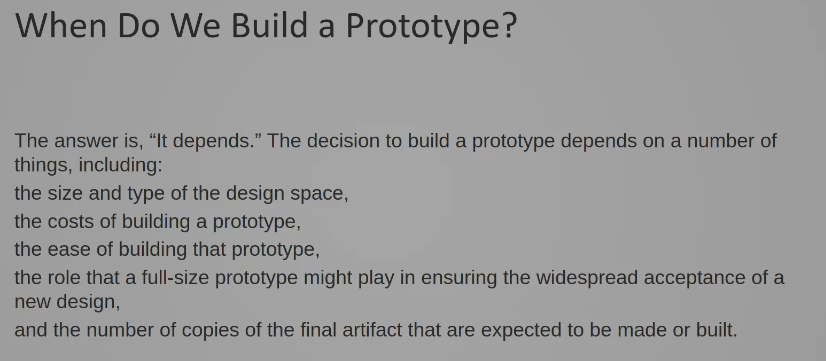 When Do We Build a Prototype?
The answer is, “It depends.” The decision to build a prototype depends on a number of
things, including:
the size and type of the design space,
the costs of building a prototype,
the ease of building that prototype,
the role that a full-size prototype might play in ensuring the widespread acceptance of a
new design,
and the number of copies of the final artifact that are expected to be made or built.